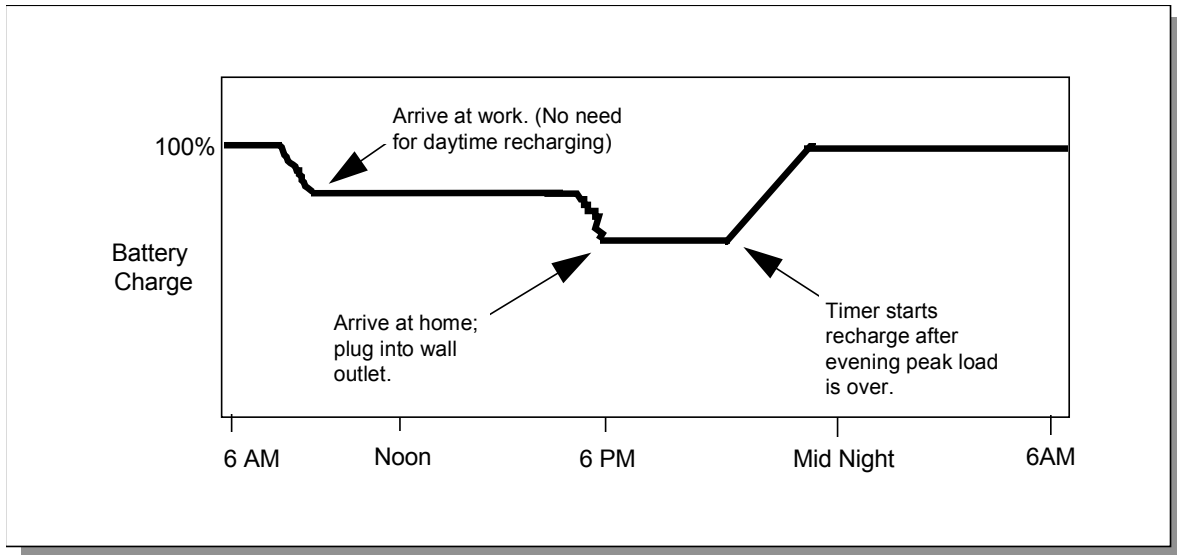 Arrive at work. (No need
for daytime recharging)
100%
Battery
Charge
Arrive at home;
plug into wall
outlet.
Timer starts
recharge after
evening peak load
is over.
6 AM
Noon
6 PM
Mid Night
6AM